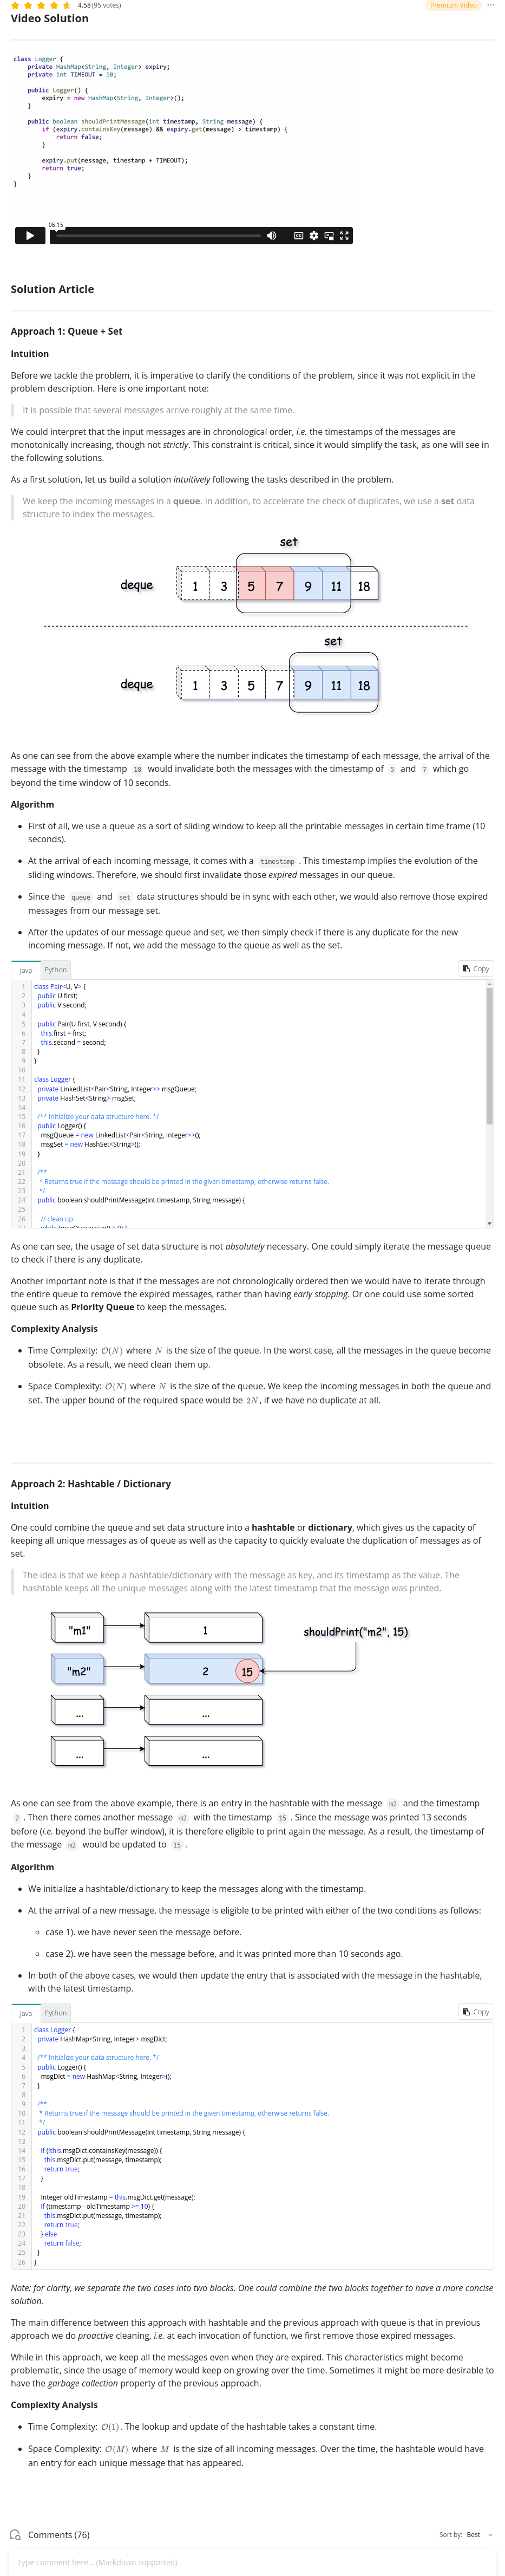 4.58 (95 votes)
Premium Video
Video Solution
class Logger {
private HashMap<String, Integer> expiry;
private int TIMEOUT = 10;
public Logger() {
expiry = new HashMap<String, Integer>();
}
public boolean shouldPrintMessage(int timestamp, String message) {
if (expiry.containsKey(message) && expiry.get(message) > timestamp) {
return false;
}
expiry.put(message, timestamp + TIMEOUT);
return true;
}
}
06:15
Solution Article
Approach 1: Queue + Set
Intuition
Before we tackle the problem, it is imperative to clarify the conditions of the problem, since it was not explicit in the
problem description. Here is one important note:
It is possible that several messages arrive roughly at the same time.
We could interpret that the input messages are in chronological order, i.e. the timestamps of the messages are
monotonically increasing, though not strictly. This constraint is critical, since it would simplify the task, as one will see in
the following solutions.
As a first solution, let us build a solution intuitively following the tasks described in the problem.
We keep the incoming messages in a queue. In addition, to accelerate the check of duplicates, we use a set data
structure to index the messages.
set
deque 1 3 5 7 9 11 18
set
deque 1 3 5 7 9 11 18
As one can see from the above example where the number indicates the timestamp of each message, the arrival of the
message with the timestamp 18 would invalidate both the messages with the timestamp of 5 and 7 which go
beyond the time window of 10 seconds.
Algorithm
• First of all, we use a queue as a sort of sliding window to keep all the printable messages in certain time frame (10
seconds).
• At the arrival of each incoming message, it comes with a timestamp . This timestamp implies the evolution of the
sliding windows. Therefore, we should first invalidate those expired messages in our queue.
• Since the queue and set data structures should be in sync with each other, we would also remove those expired
messages from our message set.
• After the updates of our message queue and set, we then simply check if there is any duplicate for the new
incoming message. If not, we add the message to the queue as well as the set.
Java Python Copy
1 class Pair<U, V> {
2 public U first;
3 public V second;
4
5 public Pair(U first, V second) {
6 this.first = first;
7 this.second = second;
8 }
9 }
10
11 class Logger {
12 private LinkedList<Pair<String, Integer>> msgQueue;
13 private HashSet<String> msgSet;
14
15 /** Initialize your data structure here. */
16 public Logger() {
17 msgQueue = new LinkedList<Pair<String, Integer>>();
18 msgSet = new HashSet<String>();
19 }
20
21 /**
22 * Returns true if the message should be printed in the given timestamp, otherwise returns false.
23 */
24 public boolean shouldPrintMessage(int timestamp, String message) {
25
26 // clean up.
27 while (msgQueue.size() > 0) {
As one can see, the usage of set data structure is not absolutely necessary. One could simply iterate the message queue
to check if there is any duplicate.
Another important note is that if the messages are not chronologically ordered then we would have to iterate through
the entire queue to remove the expired messages, rather than having early stopping. Or one could use some sorted
queue such as Priority Queue to keep the messages.
Complexity Analysis
• Time Complexity: O(N) where N is the size of the queue. In the worst case, all the messages in the queue become
obsolete. As a result, we need clean them up.
• Space Complexity: O(N) where N is the size of the queue. We keep the incoming messages in both the queue and
set. The upper bound of the required space would be 2N, if we have no duplicate at all.
Approach 2: Hashtable / Dictionary
Intuition
One could combine the queue and set data structure into a hashtable or dictionary, which gives us the capacity of
keeping all unique messages as of queue as well as the capacity to quickly evaluate the duplication of messages as of
set.
The idea is that we keep a hashtable/dictionary with the message as key, and its timestamp as the value. The
hashtable keeps all the unique messages along with the latest timestamp that the message was printed.
"m1" 1
shouldPrint("m2", 15)
"m2" 2 15
... ...
... ...
As one can see from the above example, there is an entry in the hashtable with the message m2 and the timestamp
2 . Then there comes another message m2 with the timestamp 15 . Since the message was printed 13 seconds
before (i.e. beyond the buffer window), it is therefore eligible to print again the message. As a result, the timestamp of
the message m2 would be updated to 15 .
Algorithm
• We initialize a hashtable/dictionary to keep the messages along with the timestamp.
• At the arrival of a new message, the message is eligible to be printed with either of the two conditions as follows:
◦ case 1). we have never seen the message before.
◦ case 2). we have seen the message before, and it was printed more than 10 seconds ago.
• In both of the above cases, we would then update the entry that is associated with the message in the hashtable,
with the latest timestamp.
Java Python Copy
1 class Logger {
2 private HashMap<String, Integer> msgDict;
3
4 /** Initialize your data structure here. */
5 public Logger() {
6 msgDict = new HashMap<String, Integer>();
7 }
8
9 /**
10 * Returns true if the message should be printed in the given timestamp, otherwise returns false.
11 */
12 public boolean shouldPrintMessage(int timestamp, String message) {
13
14 if (!this.msgDict.containsKey(message)) {
15 this.msgDict.put(message, timestamp);
16 return true;
17 }
18
19 Integer oldTimestamp = this.msgDict.get(message);
20 if (timestamp - oldTimestamp >= 10) {
21 this.msgDict.put(message, timestamp);
22 return true;
23 } else
24 return false;
25 }
26 }
Note: for clarity, we separate the two cases into two blocks. One could combine the two blocks together to have a more concise
solution.
The main difference between this approach with hashtable and the previous approach with queue is that in previous
approach we do proactive cleaning, i.e. at each invocation of function, we first remove those expired messages.
While in this approach, we keep all the messages even when they are expired. This characteristics might become
problematic, since the usage of memory would keep on growing over the time. Sometimes it might be more desirable to
have the garbage collection property of the previous approach.
Complexity Analysis
• Time Complexity: O(1). The lookup and update of the hashtable takes a constant time.
• Space Complexity: O(M) where M is the size of all incoming messages. Over the time, the hashtable would have
an entry for each unique message that has appeared.
Comments (76)
Sort by: Best
Type comment here... (Markdown supported)